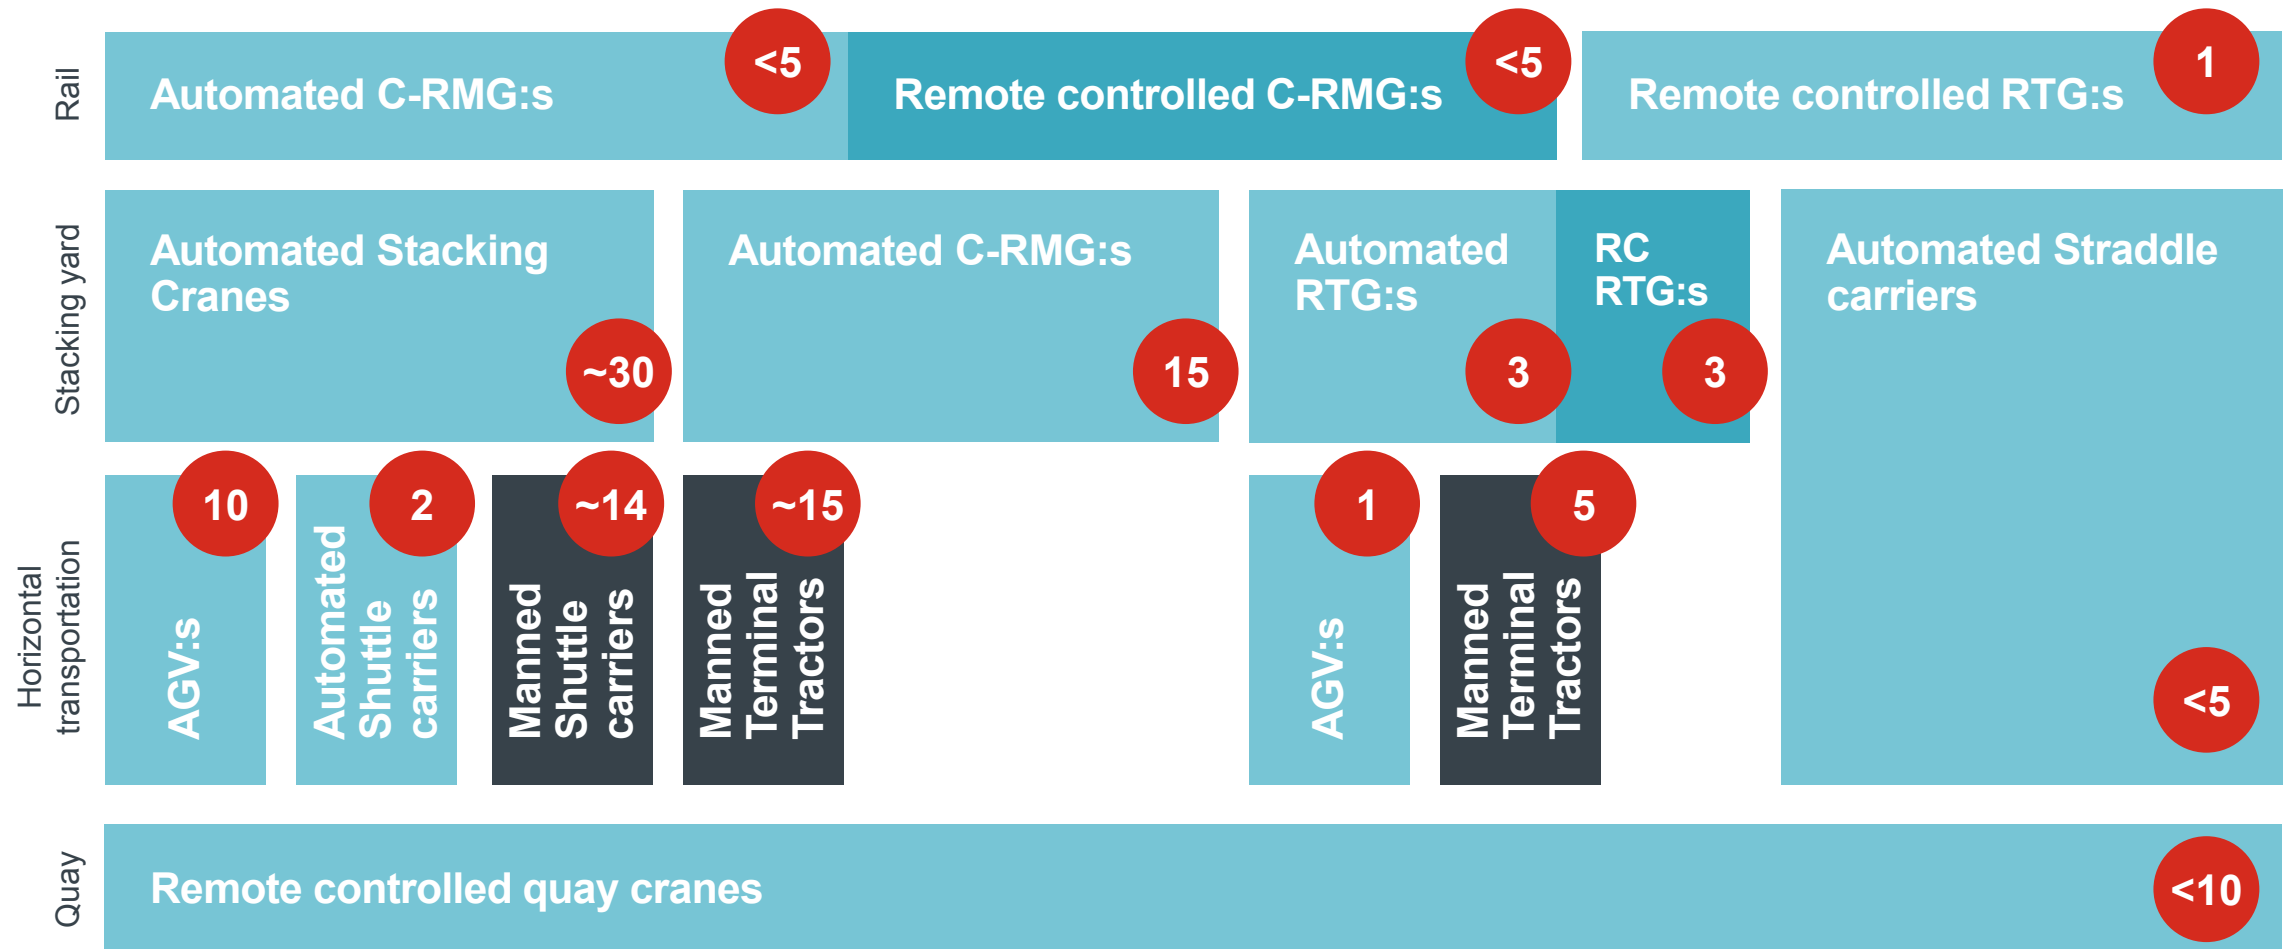 Rail
Automated C-RMG:s
<5
Remote controlled C-RMG:s
<5
Remote controlled RTG:s
1
Stacking yard
Automated Stacking
Cranes
~30
Automated C-RMG:s
15
Automated
RTG:s
3
RC
RTG:s
3
Automated Straddle
carriers
<5
Horizontal
transportation
AGV:s
10
Automated
Shuttle
carriers
2
Manned
Shuttle
carriers
~14
Manned
Terminal
Tractors
~15
AGV:s
1
Manned
Terminal
Tractors
5
Quay
Remote controlled quay cranes
<10